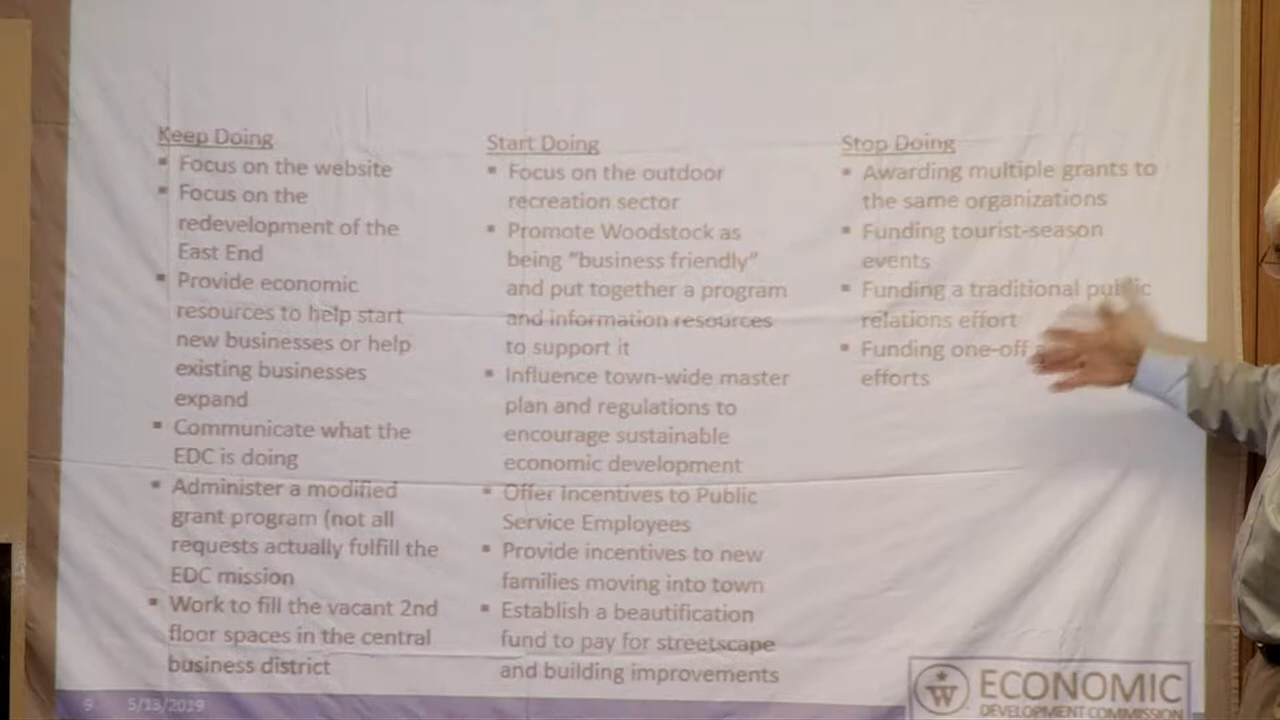 Keep Doing
▪ Focus on the website
▪ Focus on the
redevelopment of the
East End
▪ Provide economic
resources to help start
new businesses or help
existing businesses
expand
▪ Communicate what the
EDC is doing
▪ Administer a modified
grant program (not all
requests actually fulfill the
EDC mission
▪ Work to fill the vacant 2nd
floor spaces in the central
business district
Start Doing
▪ Focus on the outdoor
recreation sector
▪ Promote Woodstock as
being “business friendly”
and put together a program
and information resources
to support it
▪ Influence town-wide master
plan and regulations to
encourage sustainable
economic development
▪ Offer Incentives to Public
Service Employees
▪ Provide incentives to new
families moving into town
▪ Establish a beautification
fund to pay for streetscape
and building improvements
Stop Doing
▪ Awarding multiple grants to
the same organizations
▪ Funding tourist-season
events
▪ Funding a traditional public
relations effort
▪ Funding one-off
efforts
9 5/13/2019
W
ECONOMIC
DEVELOPMENT COMMISSION